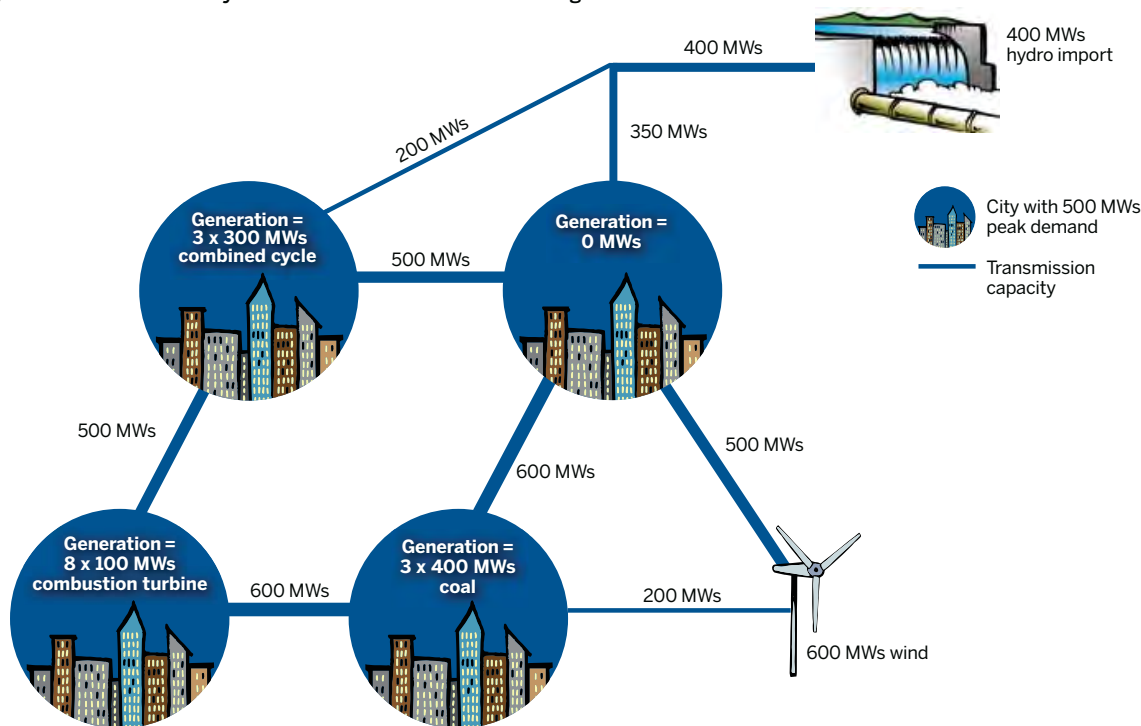 400 MWs
400 MWs
hydro import
200 MWs
350 MWs
Generation =
3 x 300 MWs
combined cycle
Generation =
0 MWs
City with 500 MWs
peak demand
500 MWs
Transmission
capacity
500 MWs
500 MWs
600 MWs
Generation =
8 x 100 MWs
combustion turbine
Generation =
3 x 400 MWs
coal
600 MWs
200 MWs
600 MWs wind